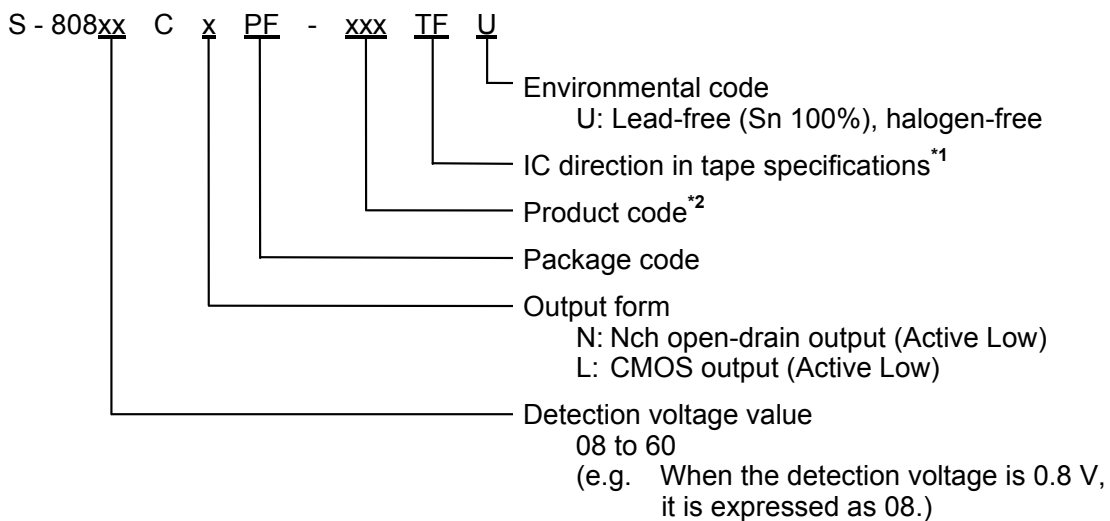 S - 808xx C x PF - xxx TF U
Environmental code
U: Lead-free (Sn 100%), halogen-free
IC direction in tape specifications*1
Product code*2
Package code
Output form
N: Nch open-drain output (Active Low)
L: CMOS output (Active Low)
Detection voltage value
08 to 60
(e.g. When the detection voltage is 0.8 V,
it is expressed as 08.)